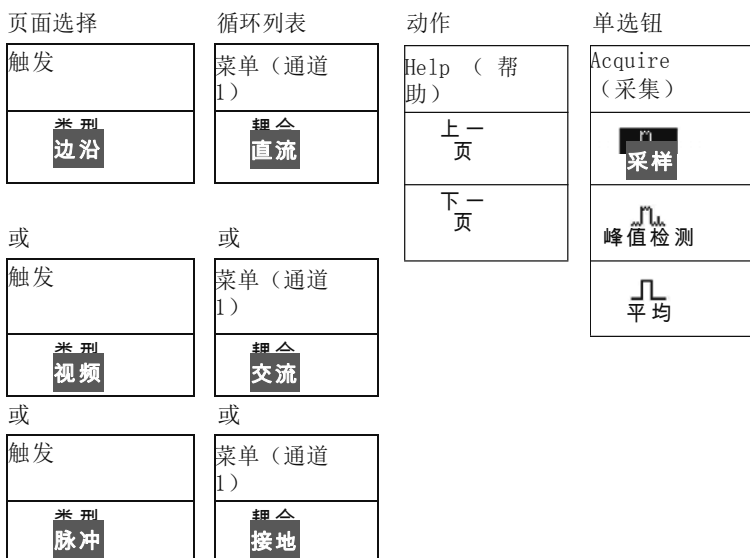 页面选择
触发
类型
边沿
或
触发
类型
视频
或
触发
类型
脉冲
循环列表
菜单（通道
1）
耦合
直流
或
菜单（通道
1）
耦合
交流
或
菜单（通道
1）
耦合
接地
动作
Help （ 帮
助）
上一
页
下一
页
单选钮
Acquire
（采集）
采样
峰值检测
平均